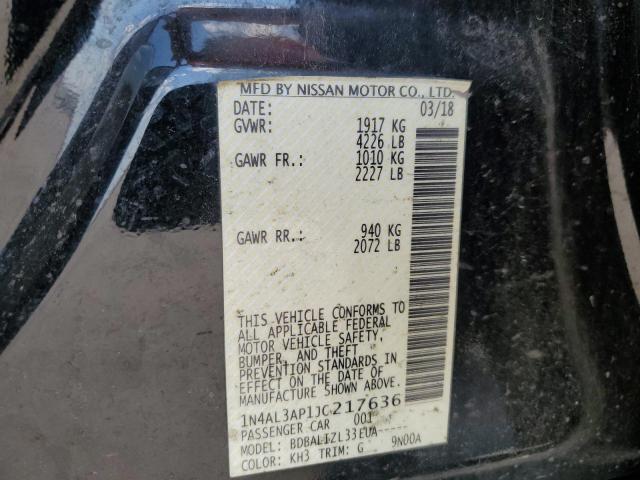 MFD BY NISSAN MOTOR CO., LTD.
DATE: 03/18
GVWR: 1917 KG
4226 LB
GAWR FR.: 1010 KG
2227 LB
GAWR RR.: 940 KG
2072 LB
THIS VEHICLE CONFORMS TO
ALL APPLICABLE FEDERAL
MOTOR VEHICLE SAFETY,
BUMPER, AND THEFT
PREVENTION STANDARDS IN
EFFECT ON THE DATE OF
MANUFACTURE SHOWN ABOVE.
1N4AL3AP1JC217636
PASSENGER CAR 001
MODEL: BDBALIZL33EUA-----
COLOR: KH3 TRIM: G 9N00A